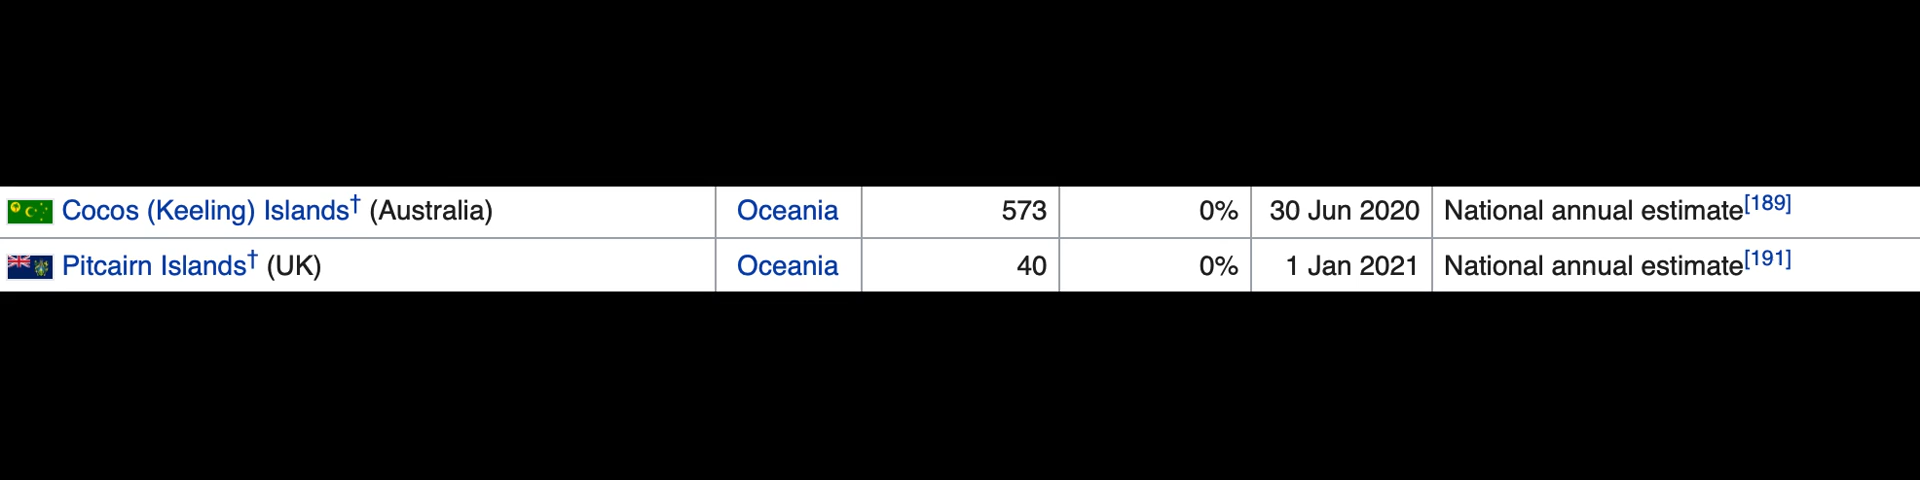 Cocos (Keeling) Islands† (Australia) Oceania 573 0% 30 Jun 2020 National annual estimate[189]
Pitcairn Islands† (UK) Oceania 40 0% 1 Jan 2021 National annual estimate[191]